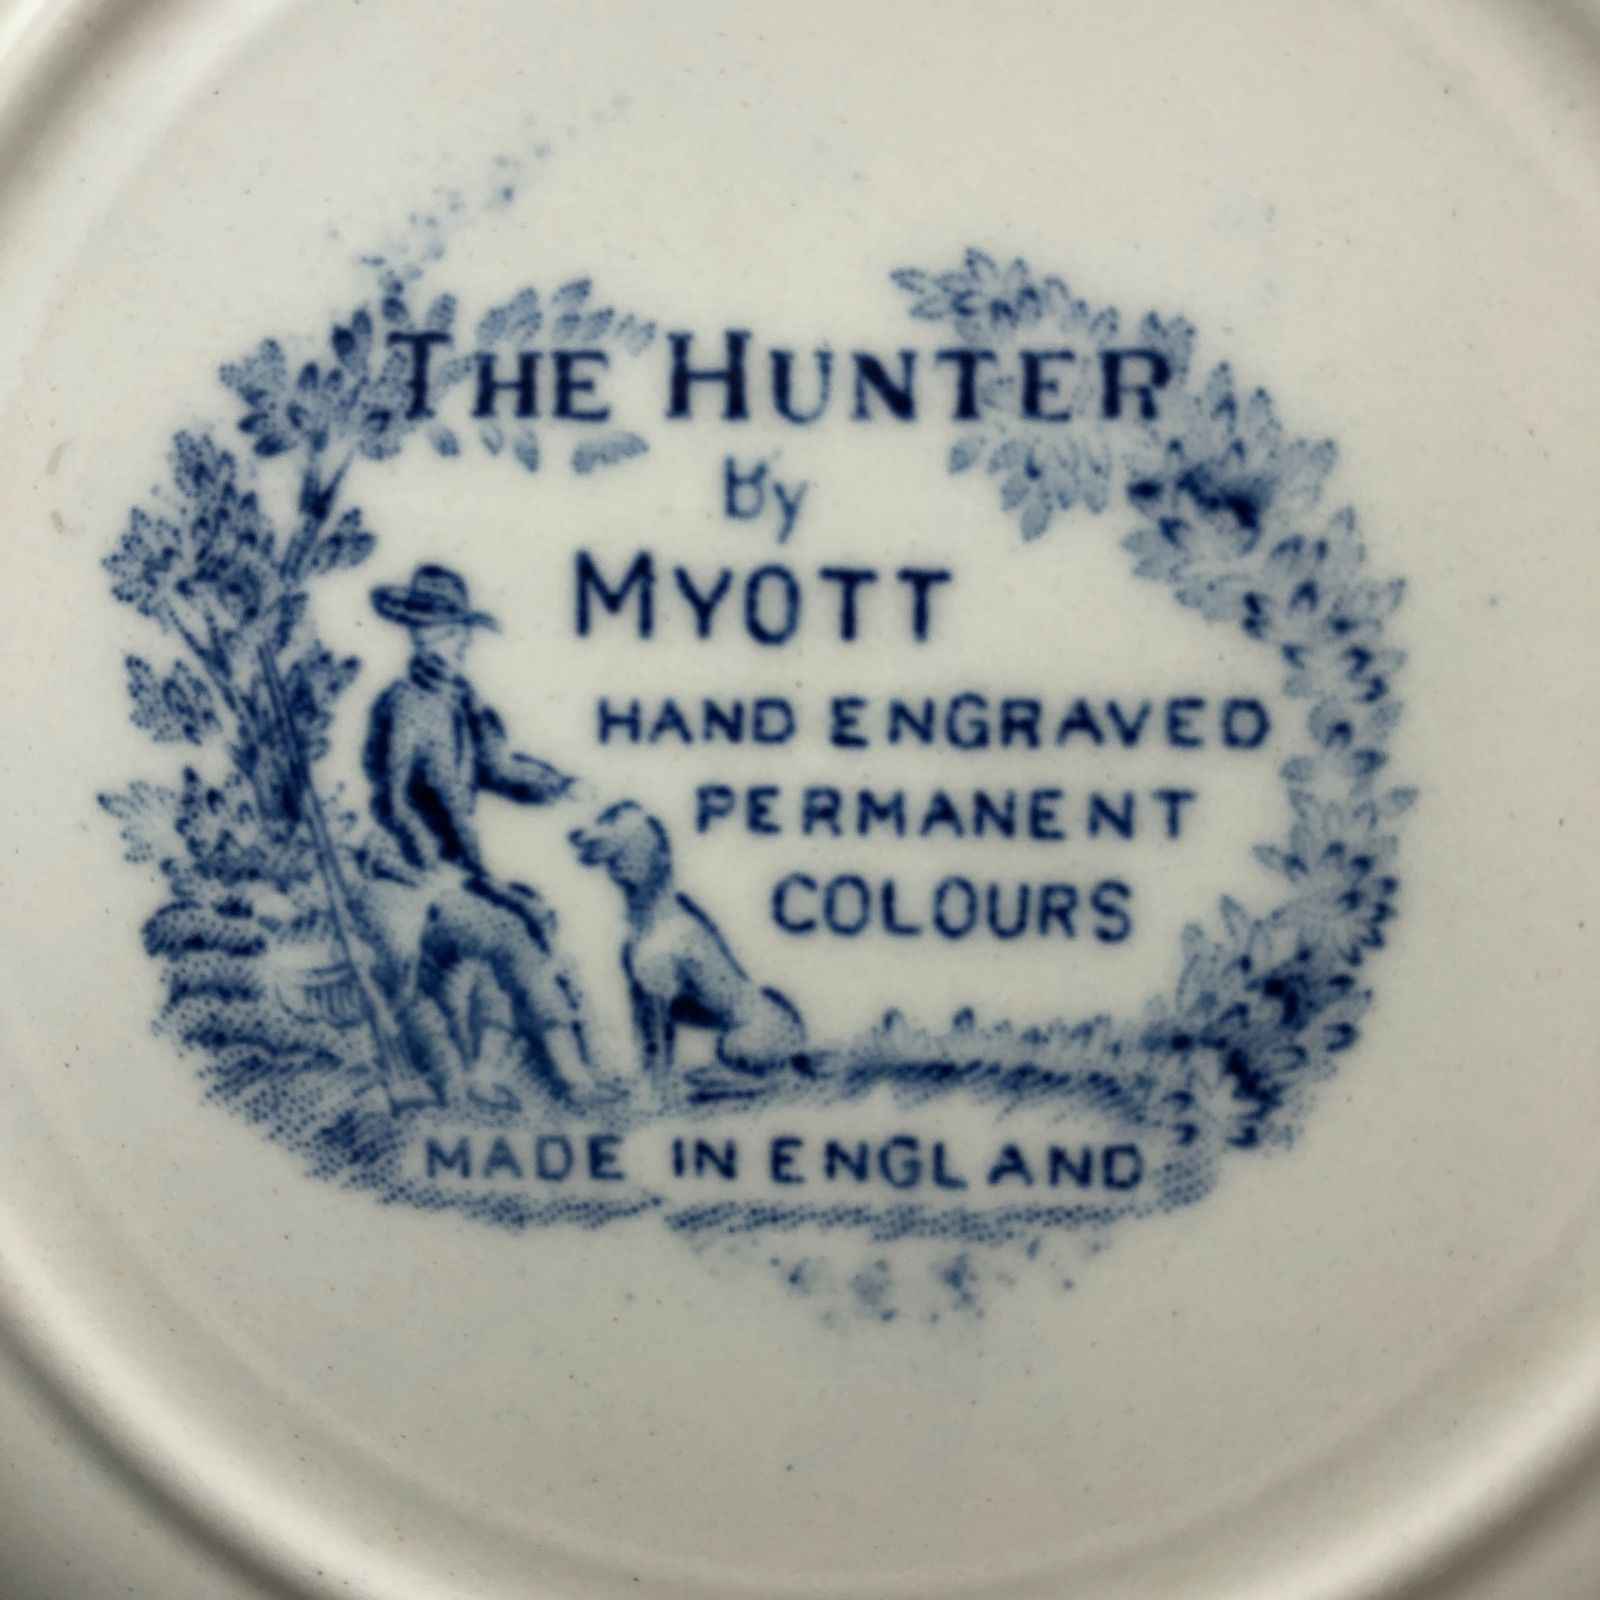 THE HUNTER
By
MYOTT
HAND ENGRAVED
PERMANENT
COLOURS
MADE IN ENGLAND